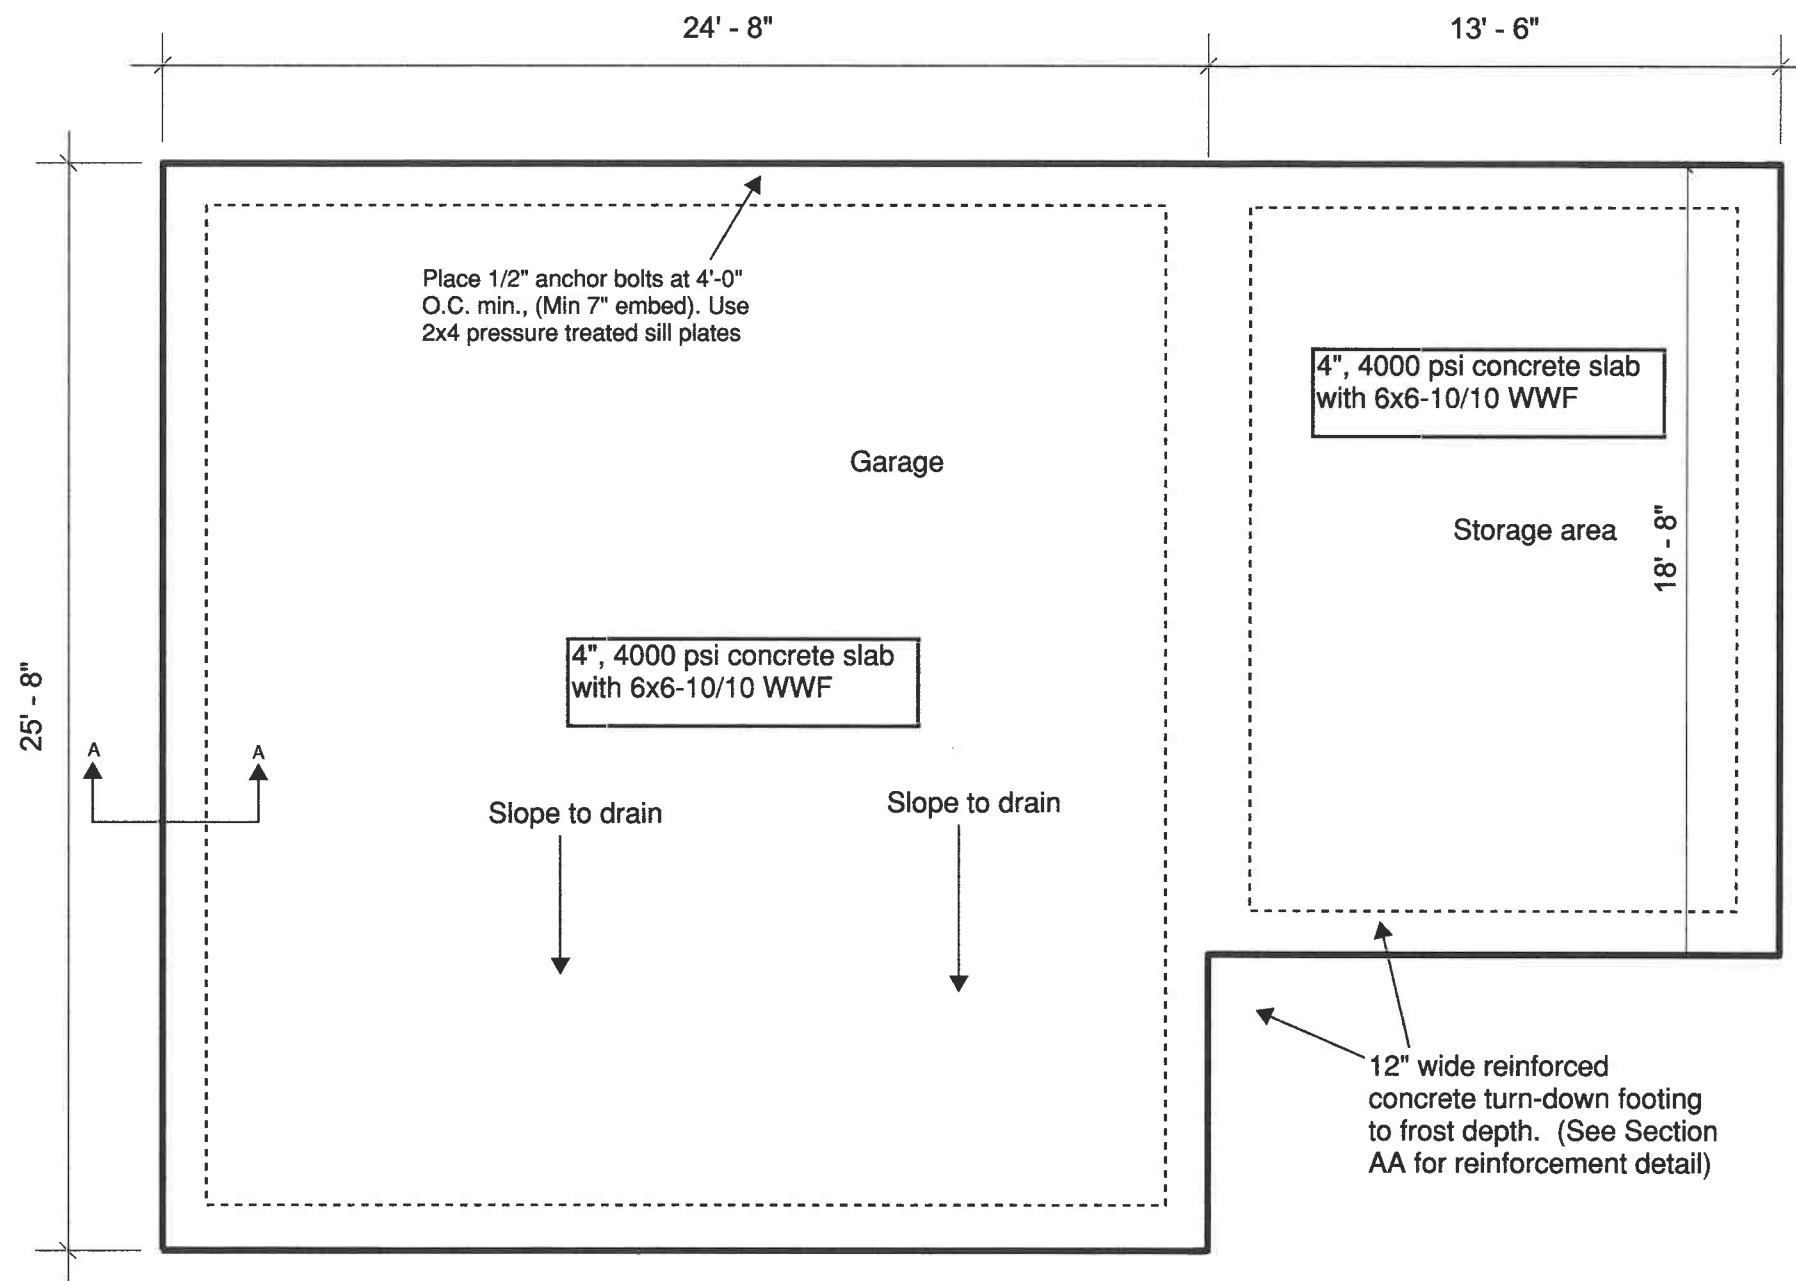 24' - 8"
13' - 6"
Place 1/2" anchor bolts at 4'-0"
O.C. min., (Min 7" embed). Use
2x4 pressure treated sill plates
4", 4000 psi concrete slab
with 6x6-10/10 WWF
Garage
Storage area
18' - 8"
4", 4000 psi concrete slab
with 6x6-10/10 WWF
25' - 8"
A
A
Slope to drain
Slope to drain
12" wide reinforced
concrete turn-down footing
to frost depth. (See Section
AA for reinforcement detail)